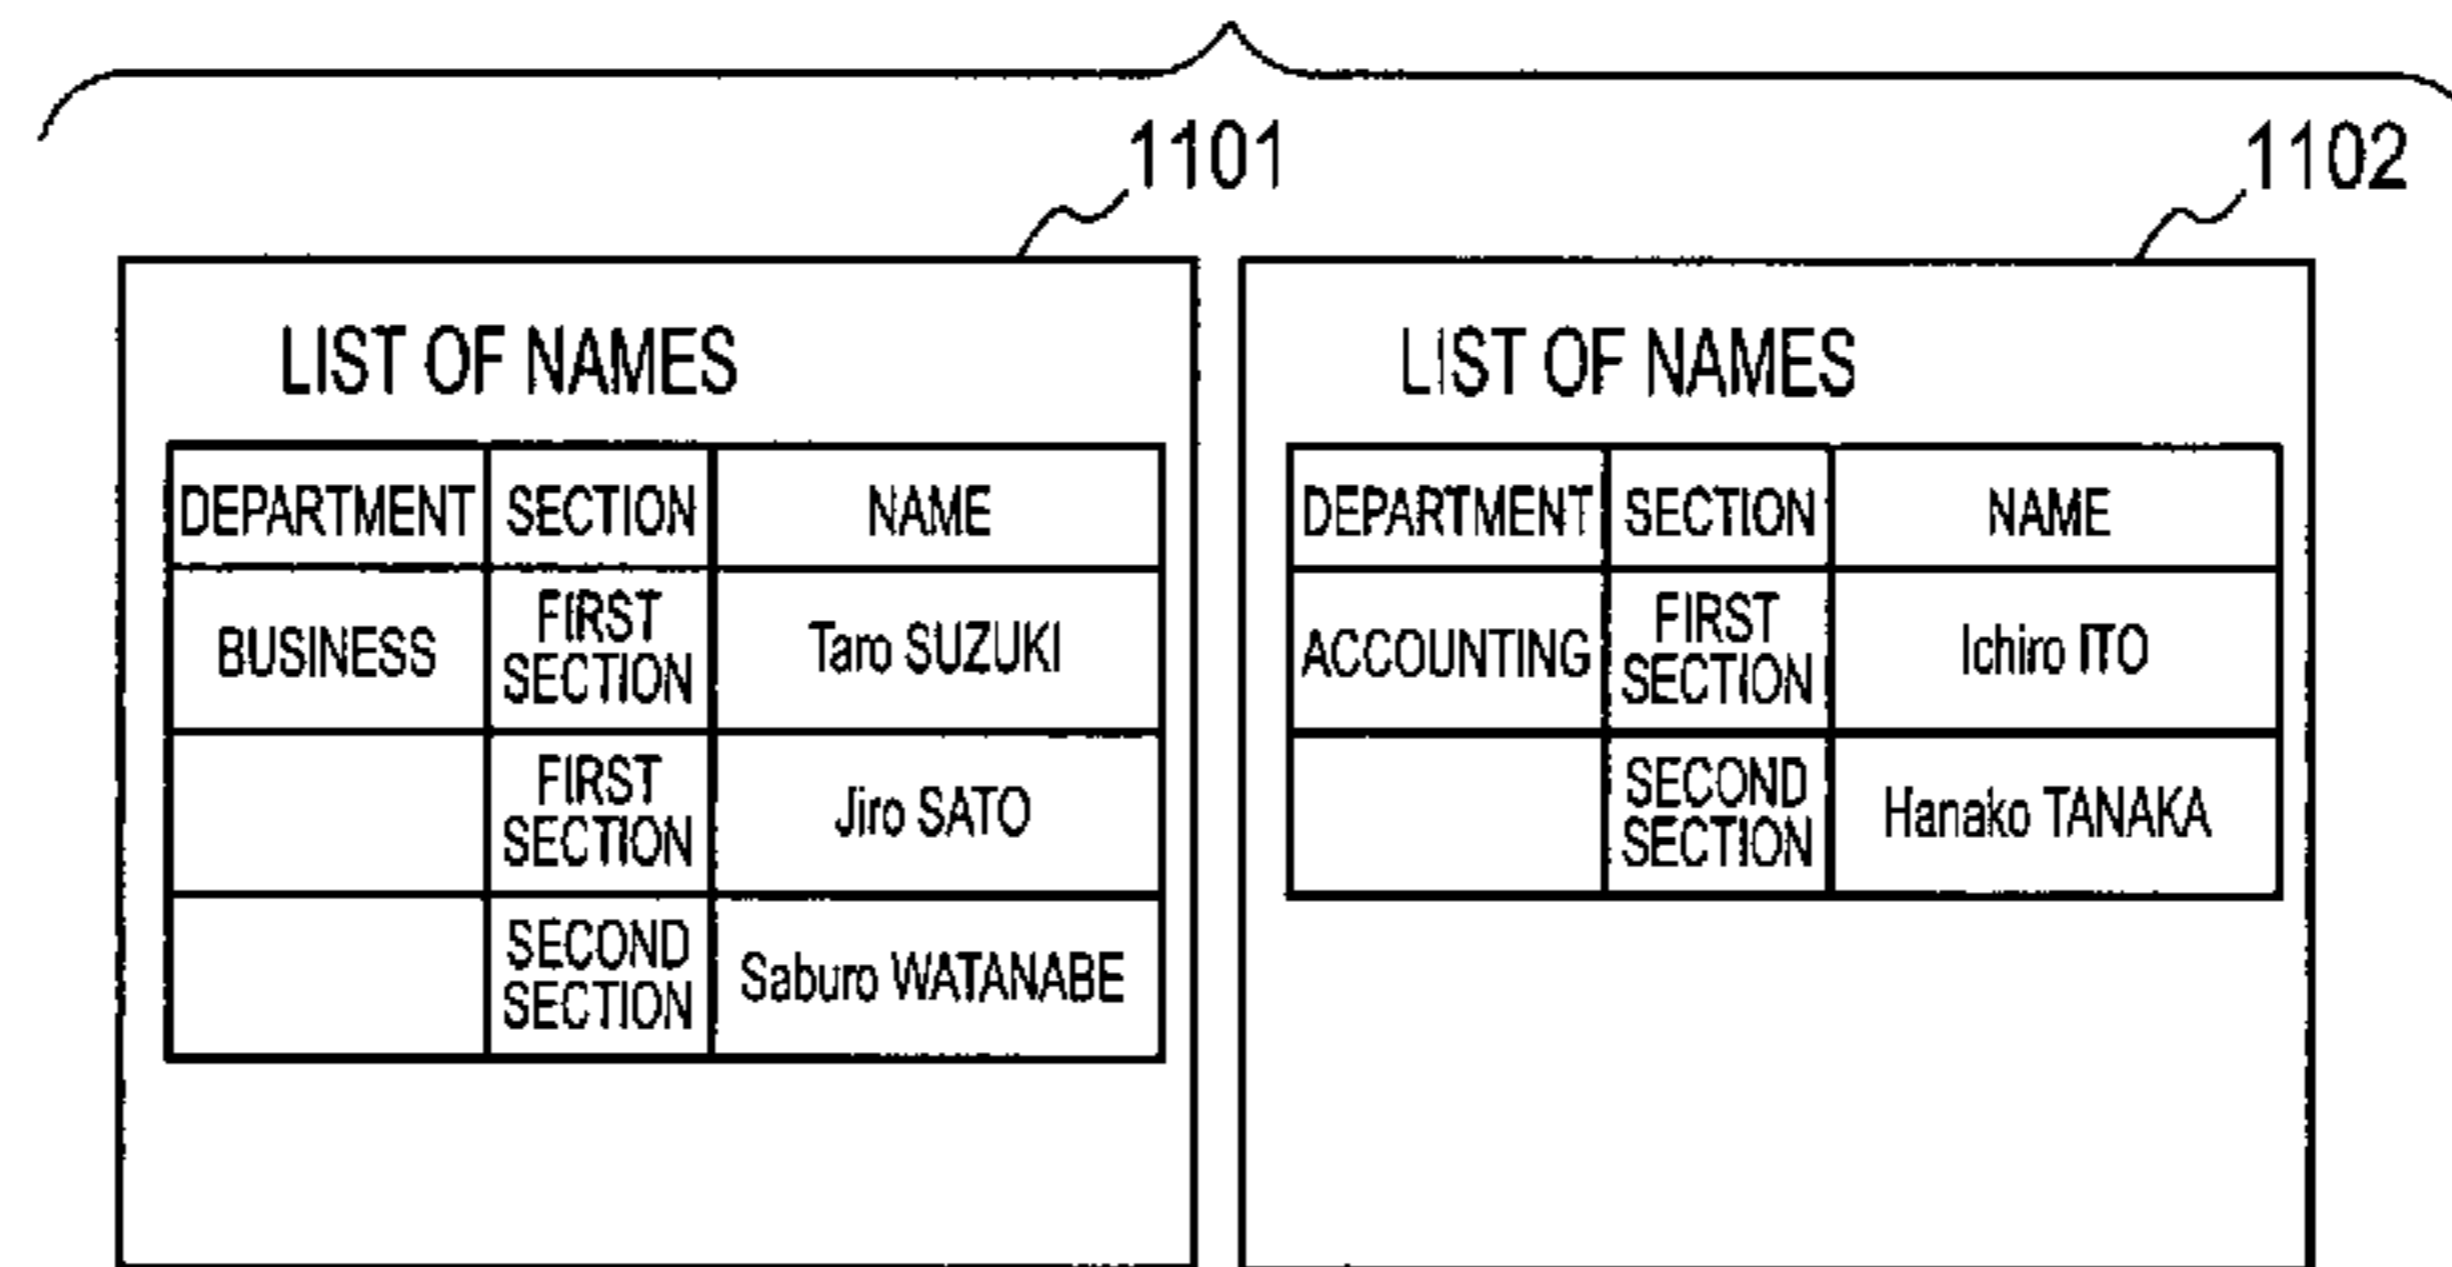 1101
LIST OF NAMES
DEPARTMENT SECTION NAME
BUSINESS FIRST SECTION Taro SUZUKI
FIRST SECTION Jiro SATO
SECOND SECTION Saburo WATANABE
1102
LIST OF NAMES
DEPARTMENT SECTION NAME
ACCOUNTING FIRST SECTION Ichiro ITO
SECOND SECTION Hanako TANAKA